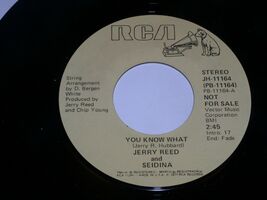 RCA
String
Arrangement
by D. Bergen
White
Produced by
Jerry Reed
and Chip Young
STEREO
JH-11164
(PB-11164)
PB-11164-A
NOT
FOR SALE
Vector Music
Corporation
BMI
2:45
Intro: 17
End: Fade
YOU KNOW WHAT
(Jerry R. Hubbard)
JERRY REED
and
SEIDINA